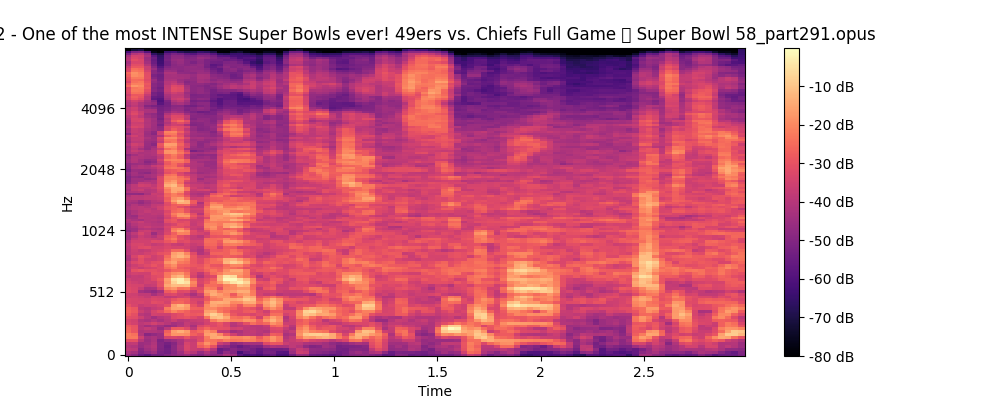 2 - One of the most INTENSE Super Bowls ever! 49ers vs. Chiefs Full Game  Super Bowl 58_part291.opus
4096
2048
1024
512
0
Hz
0
0.5
1
1.5
2
2.5
Time
-10 dB
-20 dB
-30 dB
-40 dB
-50 dB
-60 dB
-70 dB
-80 dB